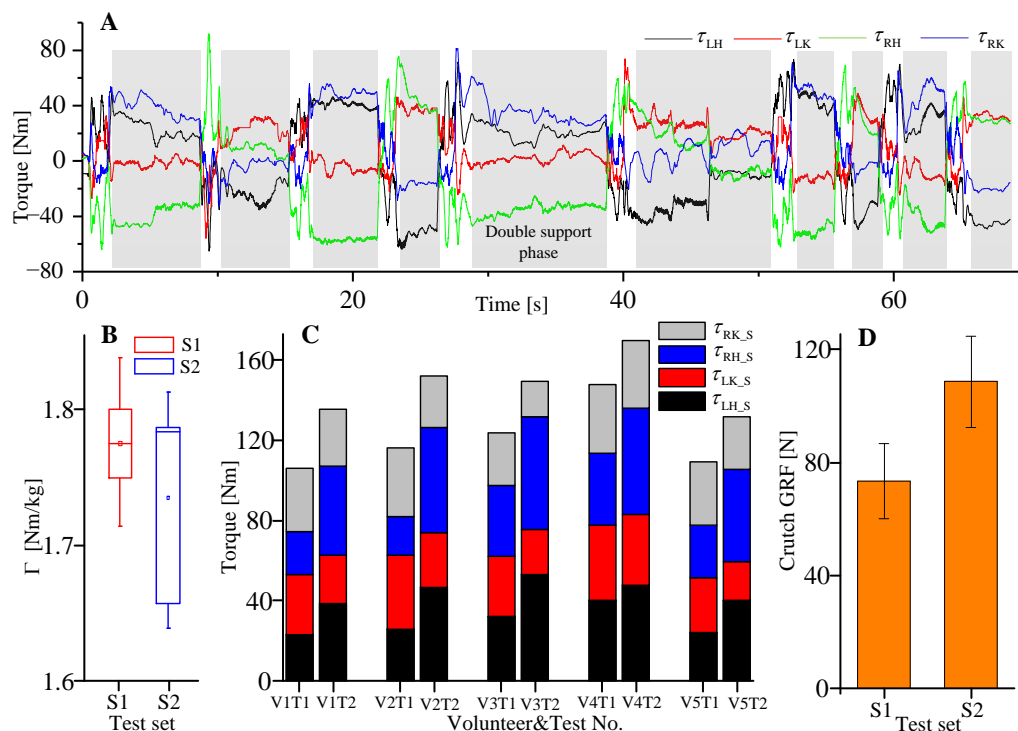 A
τLH τLK τRH τRK
Torque [Nm]
80
40
0
−40
−80
Double support
phase
0 20 40 60
Time [s]
B
S1
S2
Γ [Nm/kg]
1.8
1.7
1.6
S1 S2
Test set
C
τRK_S
τRH_S
τLK_S
τLH_S
Torque [Nm]
160
120
80
40
0
V1T1 V1T2 V2T1 V2T2 V3T1 V3T2 V4T1 V4T2 V5T1 V5T2
Volunteer&Test No.
D
Crutch GRF [N]
120
80
40
0
S1 S2
Test set